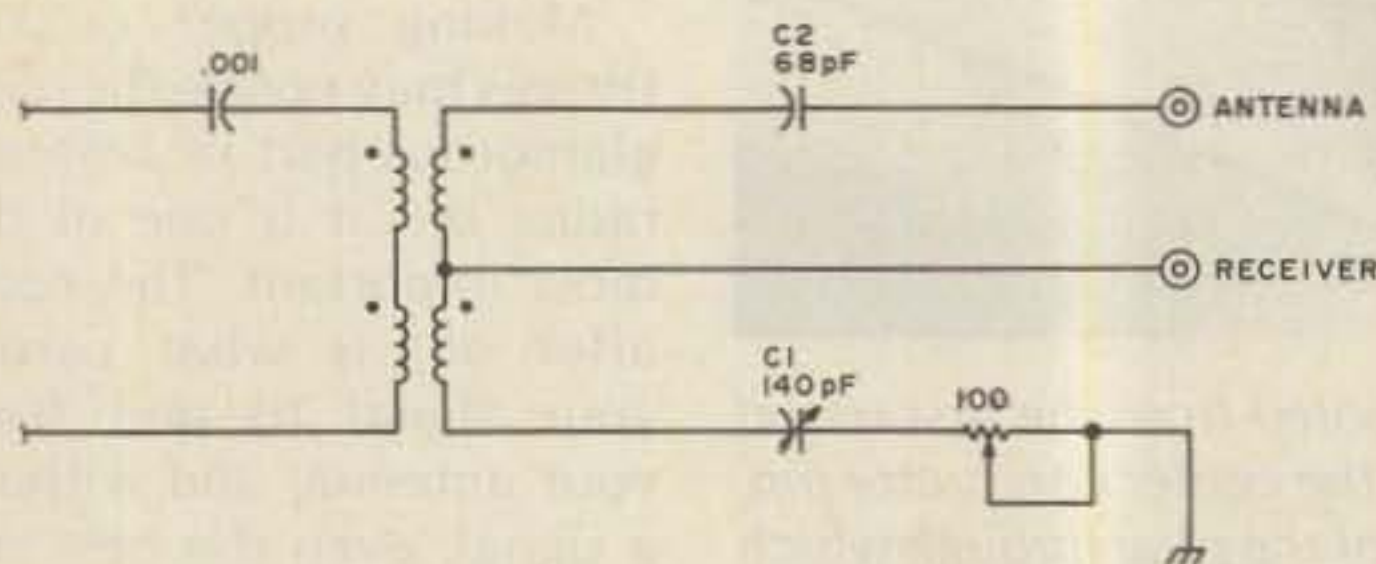 .001
C2
68pF
ANTENNA
RECEIVER
C1
140pF
100